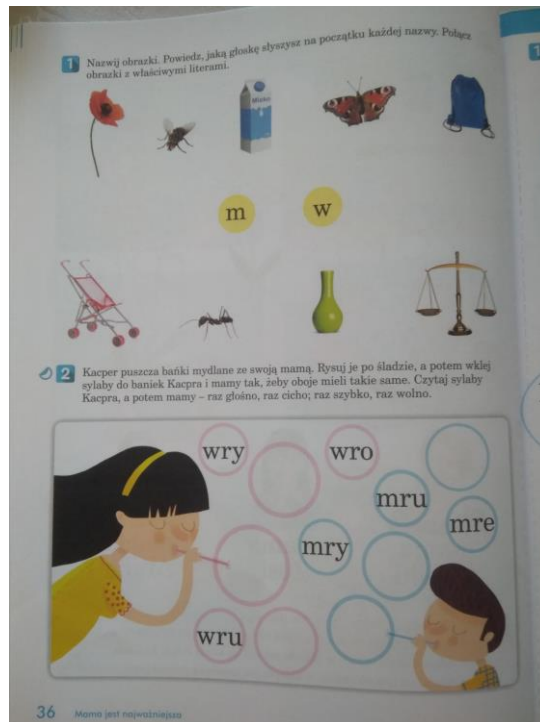 1 Nazwij obrazki. Powiedz, jaką głoskę słyszysz na początku każdej nazwy. Połącz
obrazki z właściwymi literami.
Mleko
m w
2 Kacper puszcza bańki mydlane ze swoją mamą. Rysuj je po śladzie, a potem wklej
sylaby do baniek Kacpra i mamy tak, żeby oboje mieli takie same. Czytaj sylaby
Kacpra, a potem mamy – raz głośno, raz cicho; raz szybko, raz wolno.
wry wro
mru
mre
mry
wru
36 Mama jest najważniejsza
1